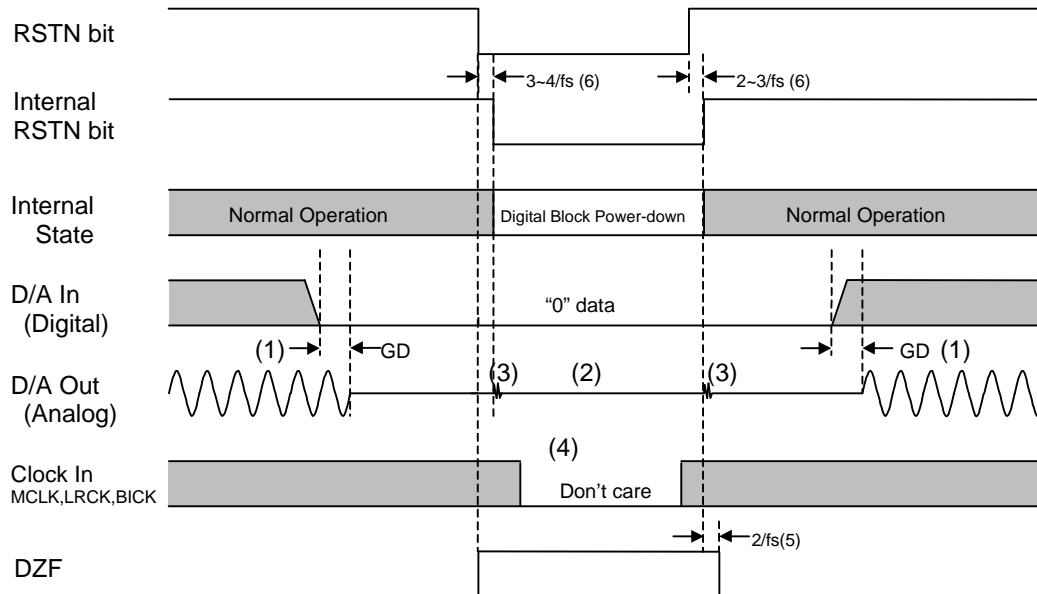 RSTN bit
3~4/fs (6)
2~3/fs (6)
Internal
RSTN bit
Internal
State
Normal Operation
Digital Block Power-down
Normal Operation
D/A In
(Digital)
“0” data
(1)
GD
GD
(1)
D/A Out
(Analog)
(3)
(2)
(3)
(4)
Clock In
MCLK,LRCK,BICK
Don’t care
2/fs(5)
DZF